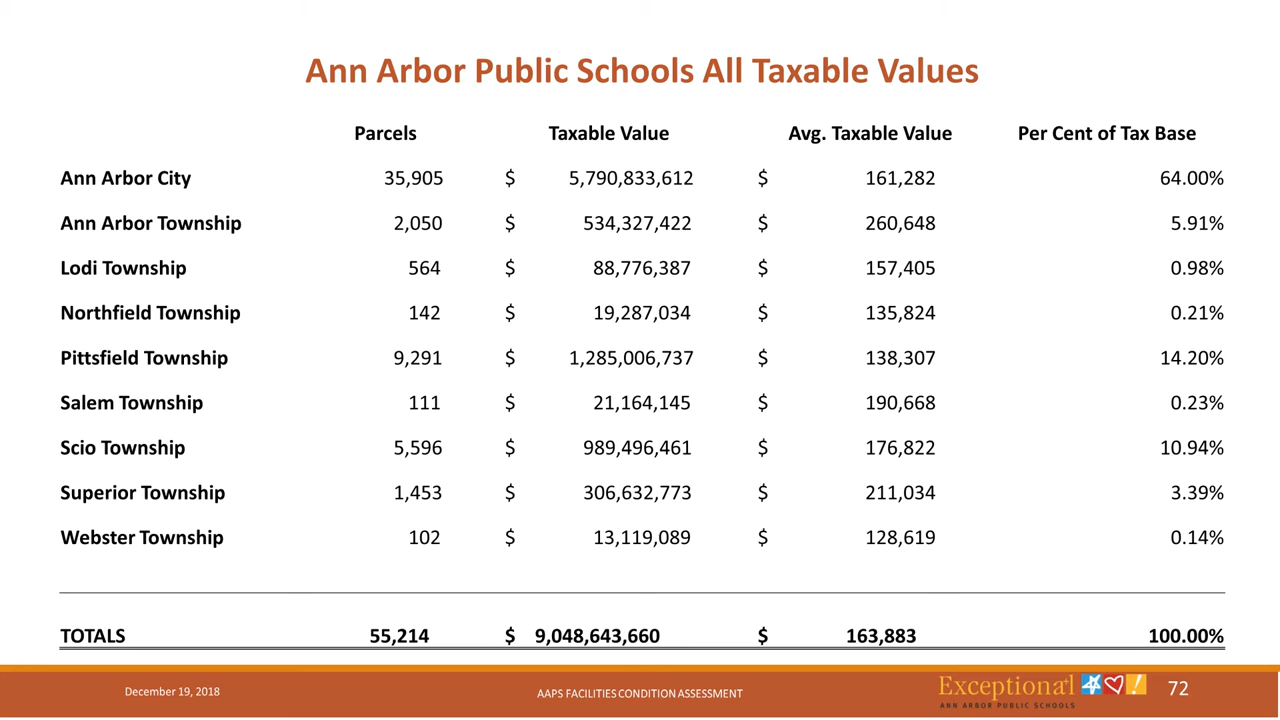 Ann Arbor Public Schools All Taxable Values
Parcels Taxable Value Avg. Taxable Value Per Cent of Tax Base
Ann Arbor City 35,905 $ 5,790,833,612 $ 161,282 64.00%
Ann Arbor Township 2,050 $ 534,327,422 $ 260,648 5.91%
Lodi Township 564 $ 88,776,387 $ 157,405 0.98%
Northfield Township 142 $ 19,287,034 $ 135,824 0.21%
Pittsfield Township 9,291 $ 1,285,006,737 $ 138,307 14.20%
Salem Township 111 $ 21,164,145 $ 190,668 0.23%
Scio Township 5,596 $ 989,496,461 $ 176,822 10.94%
Superior Township 1,453 $ 306,632,773 $ 211,034 3.39%
Webster Township 102 $ 13,119,089 $ 128,619 0.14%
TOTALS 55,214 $ 9,048,643,660 $ 163,883 100.00%
December 19, 2018 AAPS FACILITIES CONDITION ASSESSMENT Exceptional ! 72
ANN ARBOR PUBLIC SCHOOLS